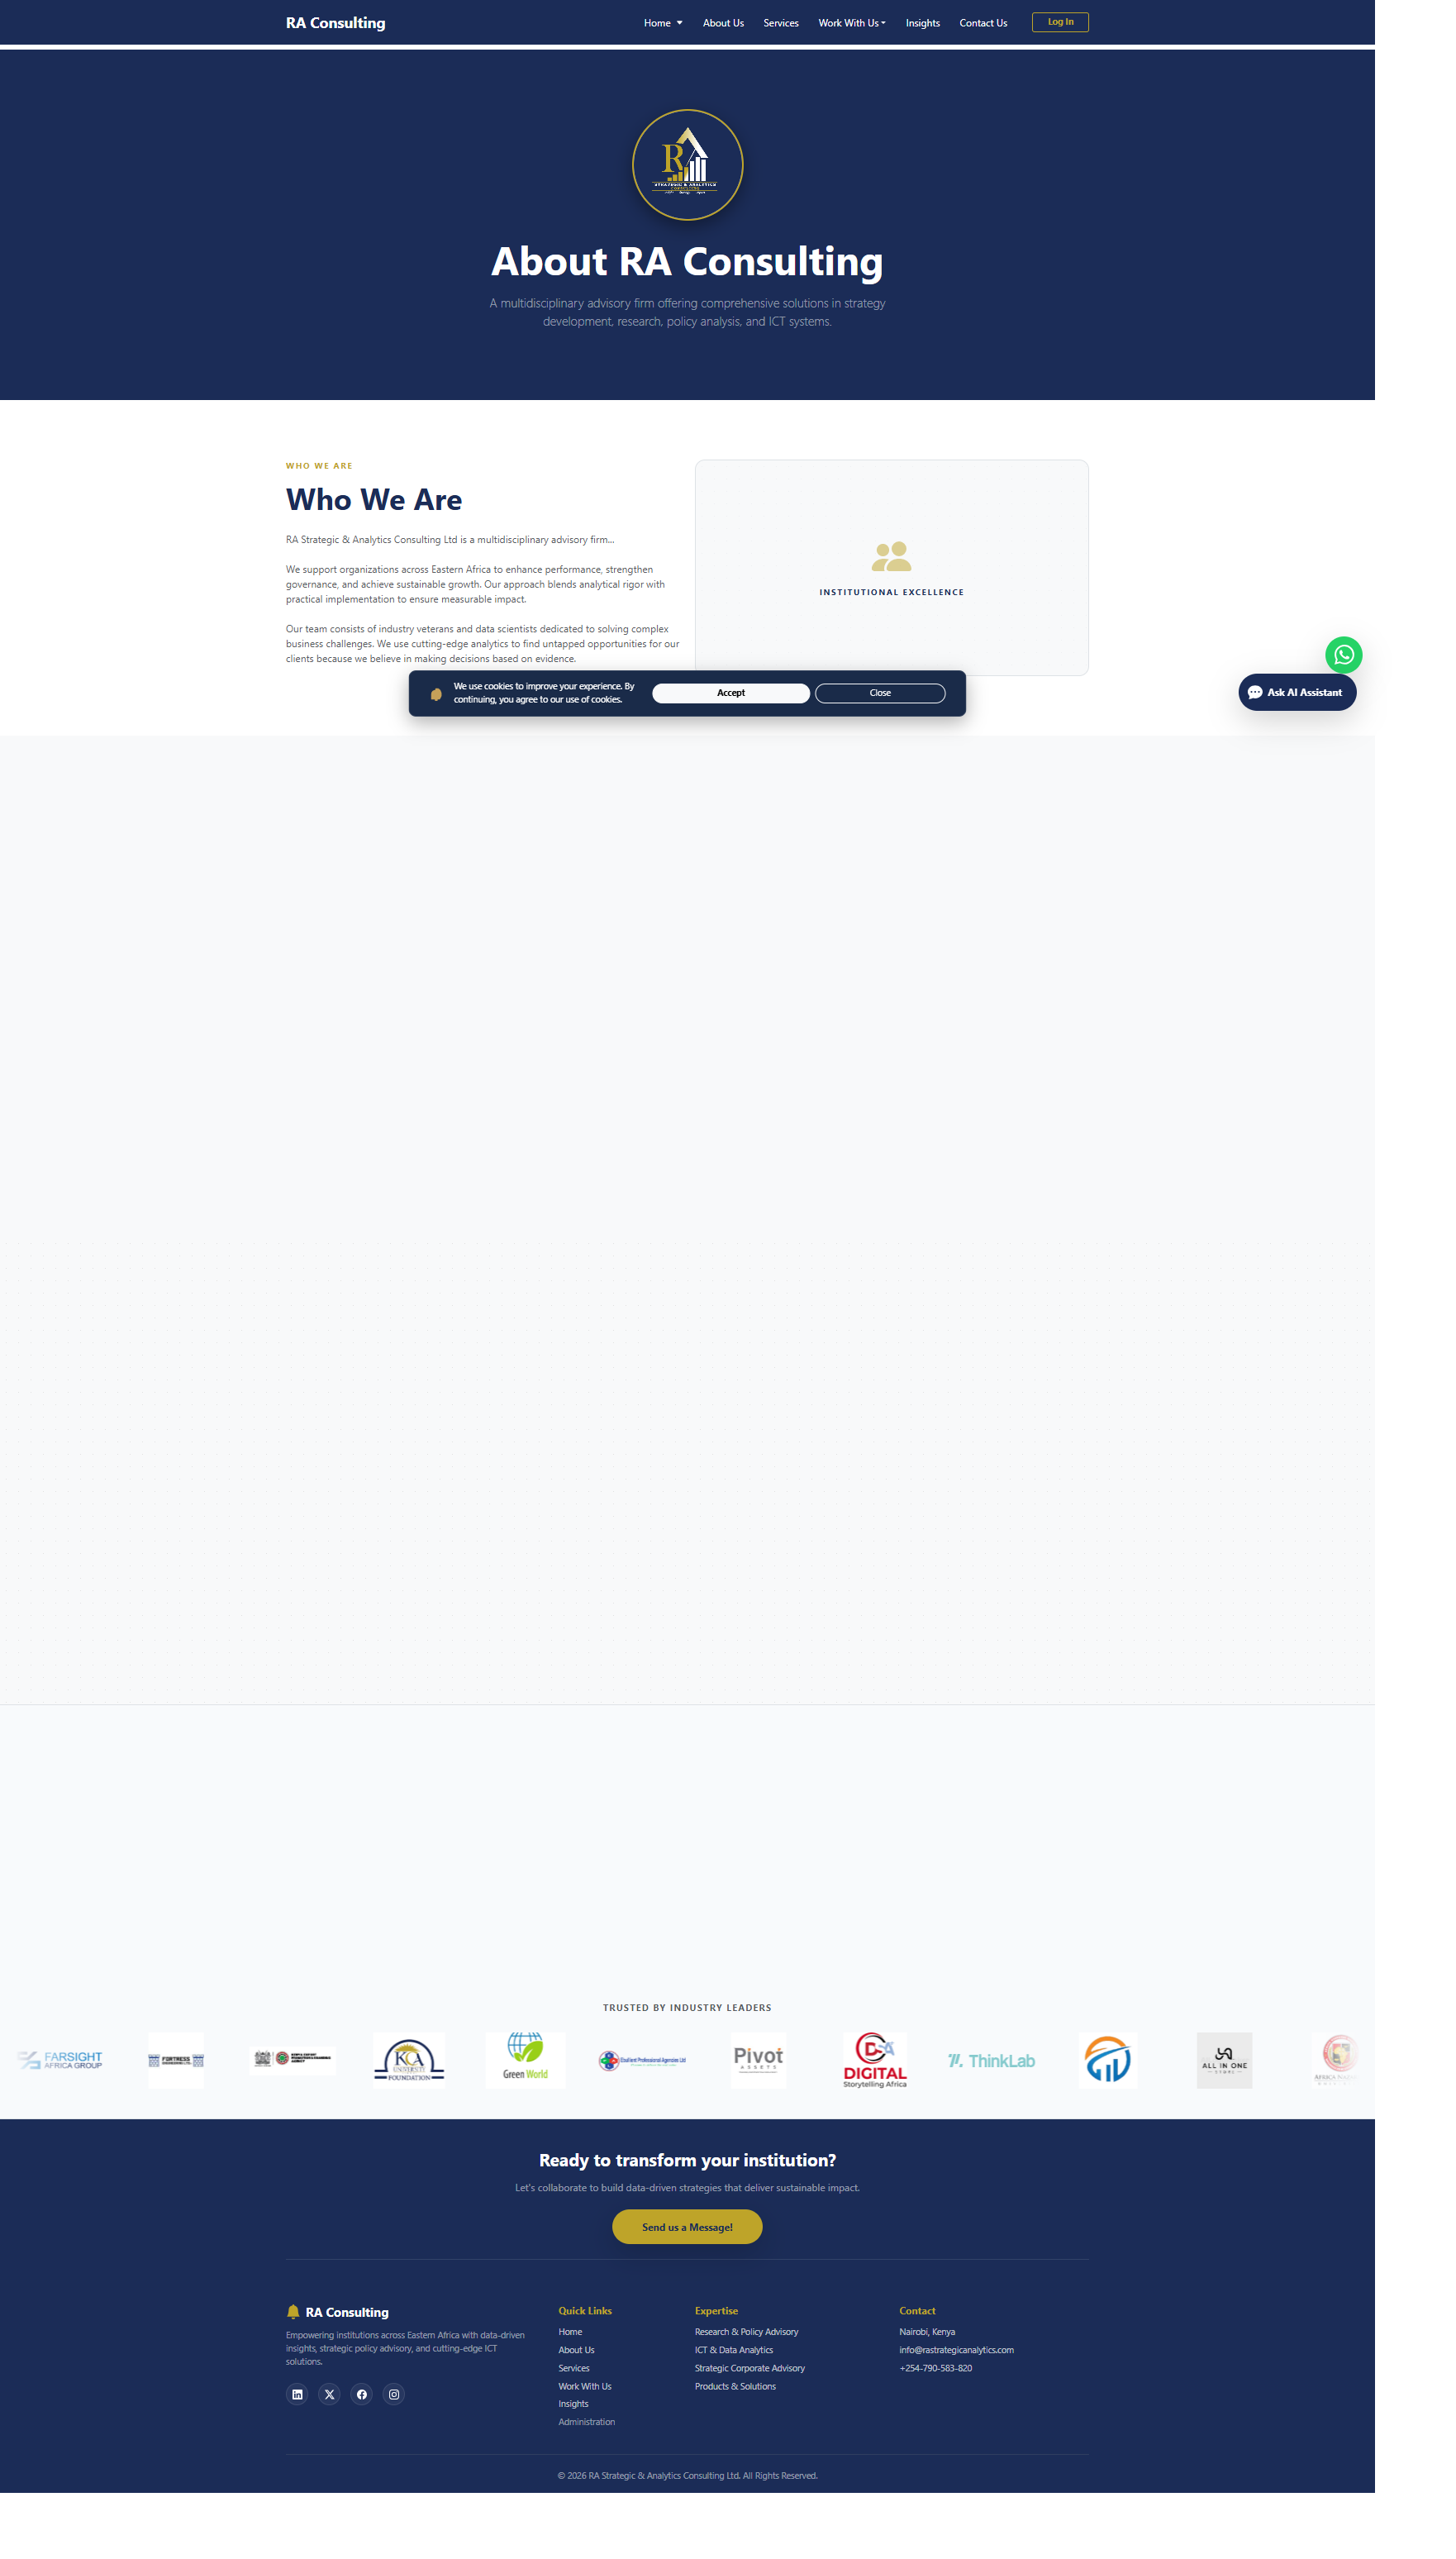 RA Consulting
Home
About Us
Services
Work With Us
Insights
Contact Us
Log In
R
STRATEGIC & ANALYTICS
CONSULTING
About RA Consulting
A multidisciplinary advisory firm offering comprehensive solutions in strategy
development, research, policy analysis, and ICT systems.
WHO WE ARE
Who We Are
RA Strategic & Analytics Consulting Ltd is a multidisciplinary advisory firm...
We support organizations across Eastern Africa to enhance performance, strengthen
governance, and achieve sustainable growth. Our approach blends analytical rigor with
practical implementation to ensure measurable impact.
Our team consists of industry veterans and data scientists dedicated to solving complex
business challenges. We use cutting-edge analytics to find untapped opportunities for our
clients because we believe in making decisions based on evidence.
INSTITUTIONAL EXCELLENCE
We use cookies to improve your experience. By
continuing, you agree to our use of cookies.
Accept
Close
Ask AI Assistant
TRUSTED BY INDUSTRY LEADERS
FARSIGHT
AFRICA GROUP
FORTRESS
KCA
UNIVERSITY
FOUNDATION
Green World
Professional Agencies Ltd
Pivot
ASSETS
DSA
DIGITAL
Storytelling Africa
ThinkLab
ALL IN ONE
Ready to transform your institution?
Let's collaborate to build data-driven strategies that deliver sustainable impact.
Send us a Message!
RA Consulting
Empowering institutions across Eastern Africa with data-driven
insights, strategic policy advisory, and cutting-edge ICT
solutions.
Quick Links
Home
About Us
Services
Work With Us
Insights
Administration
Expertise
Research & Policy Advisory
ICT & Data Analytics
Strategic Corporate Advisory
Products & Solutions
Contact
Nairobi, Kenya
info@rastrategicanalytics.com
+254-790-583-820
© 2026 RA Strategic & Analytics Consulting Ltd. All Rights Reserved.